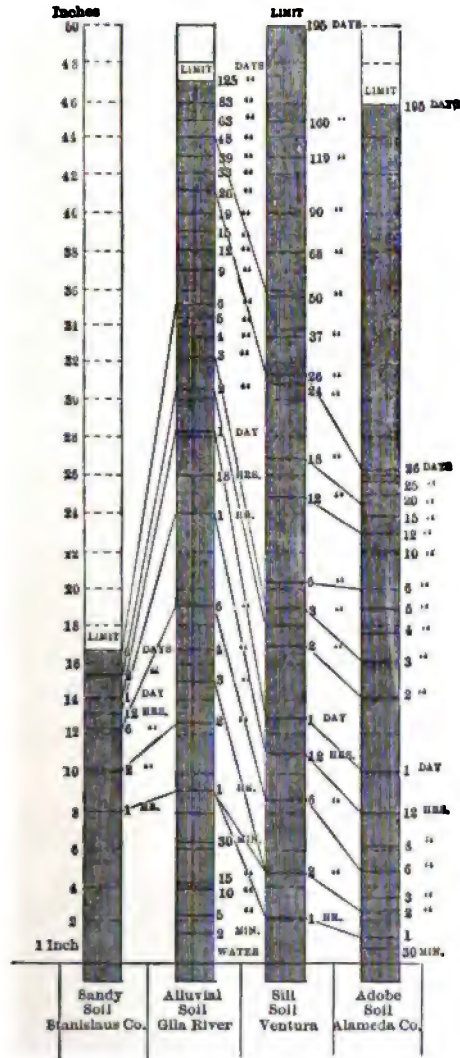 Inches
LIMIT
50
195 DAYS
48
LIMIT
DAYS
125 "
LIMIT
46
83 "
195 DAYS
44
63 "
160 "
48 "
42
39 "
119 "
33 "
26 "
40
19 "
90 "
15 "
38
12 "
68 "
9 "
36
50 "
6 "
5 "
4 "
37 "
32
3 "
26 "
30
2 "
24 "
28
1 DAY
18
26 DAYS
26
18 HRS.
25 "
12 "
20 "
24
1 HR.
15 "
12 "
22
10 "
20
6 "
6 "
6 "
3 "
5 "
18
4 "
LIMIT
4 "
2 "
3 "
16
DAYS
3 "
2 "
2 "
14
1 DAY
12 HRS.
2 "
1 DAY
12
6 "
12 HRS.
10
2 "
1 HR.
1 DAY
6 "
8
1 HR.
12 HRS.
30 MIN.
6 "
15 "
2 "
4
10 "
3 "
5 "
2 "
2
2 MIN.
1 HR.
1
1 Inch
WATER
30 MIN.
Sandy
Soil
Stanislaus Co.
Alluvial
Soil
Gila River
Silt
Soil
Ventura
Adobe
Soil
Alameda Co.